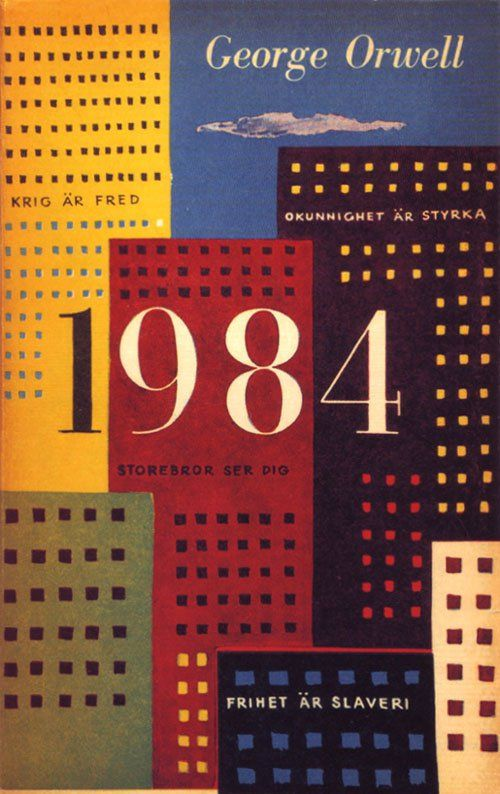 George Orwell
KRIG ÄR FRED
OKUNNIGHET ÄR STYRKA
1984
STOREBROR SER DIG
FRIHET ÄR SLAVERI